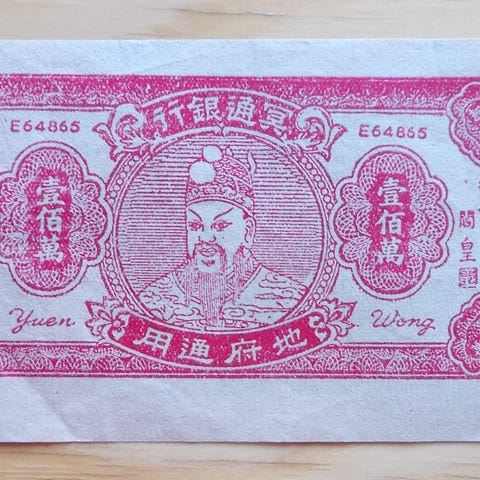 冥通銀行
E64865
E64865
壹佰萬
壹佰萬
閻皇
Yuen
Wong
地府通用